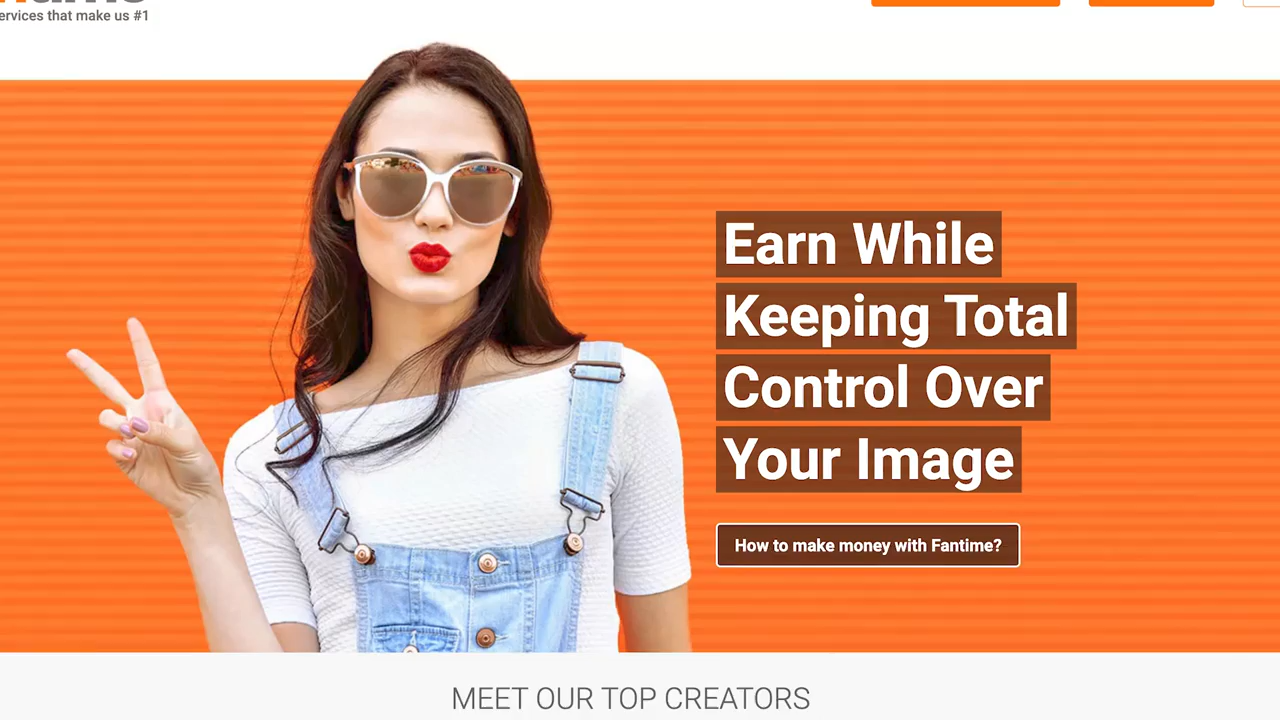 ervices that make us #1
Earn While
Keeping Total
Control Over
Your Image
How to make money with Fantime?
MEET OUR TOP CREATORS